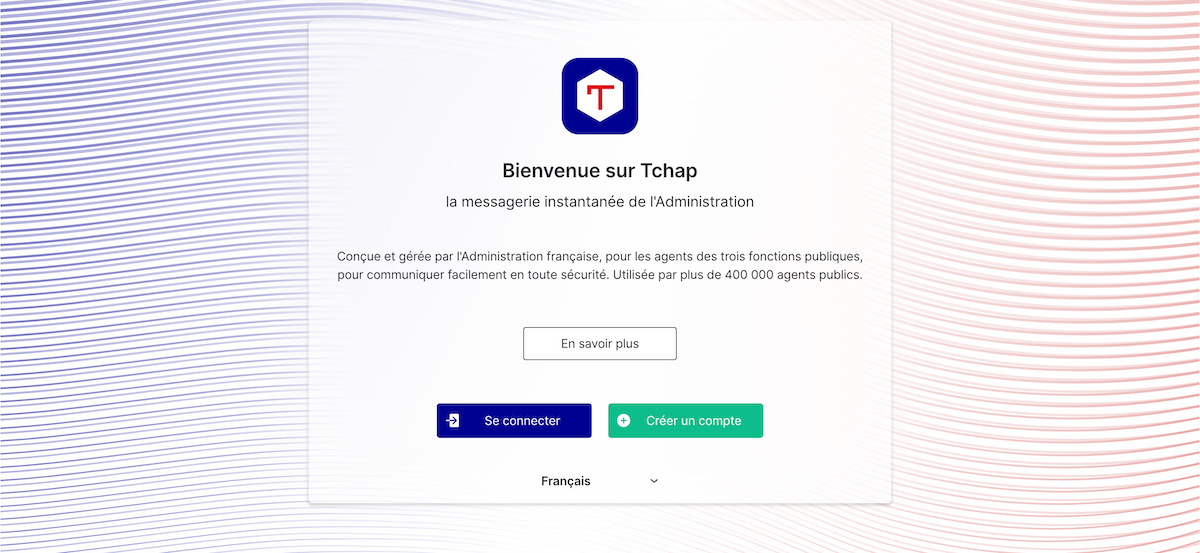 T
Bienvenue sur Tchap
la messagerie instantanée de l'Administration
Conçue et gérée par l'Administration française, pour les agents des trois fonctions publiques,
pour communiquer facilement en toute sécurité. Utilisée par plus de 400 000 agents publics.
En savoir plus
Se connecter
Créer un compte
Français